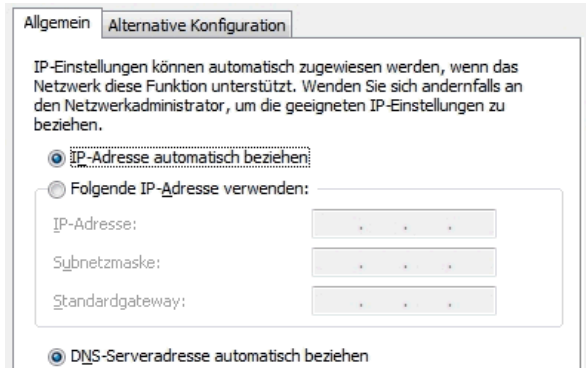 Allgemein
Alternative Konfiguration
IP-Einstellungen können automatisch zugewiesen werden, wenn das
Netzwerk diese Funktion unterstützt. Wenden Sie sich andernfalls an
den Netzwerkadministrator, um die geeigneten IP-Einstellungen zu
beziehen.
IP-Adresse automatisch beziehen
Folgende IP-Adresse verwenden:
IP-Adresse:
Subnetzmaske:
Standardgateway:
DNS-Serveradresse automatisch beziehen